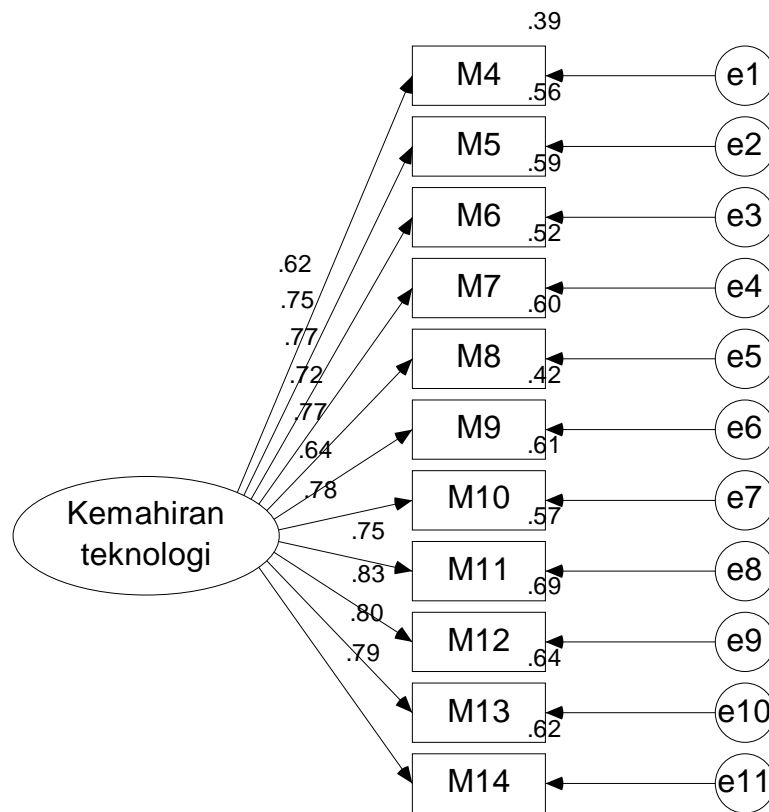 .39
M4
e1
.56
M5
e2
.59
M6
e3
.52
.62
M7
e4
.75
.60
.77
M8
e5
.72
.42
.77
M9
e6
.64
.61
.78
M10
e7
Kemahiran
teknologi
.57
.75
M11
e8
.83
.69
.80
M12
e9
.79
.64
M13
e10
.62
M14
e11